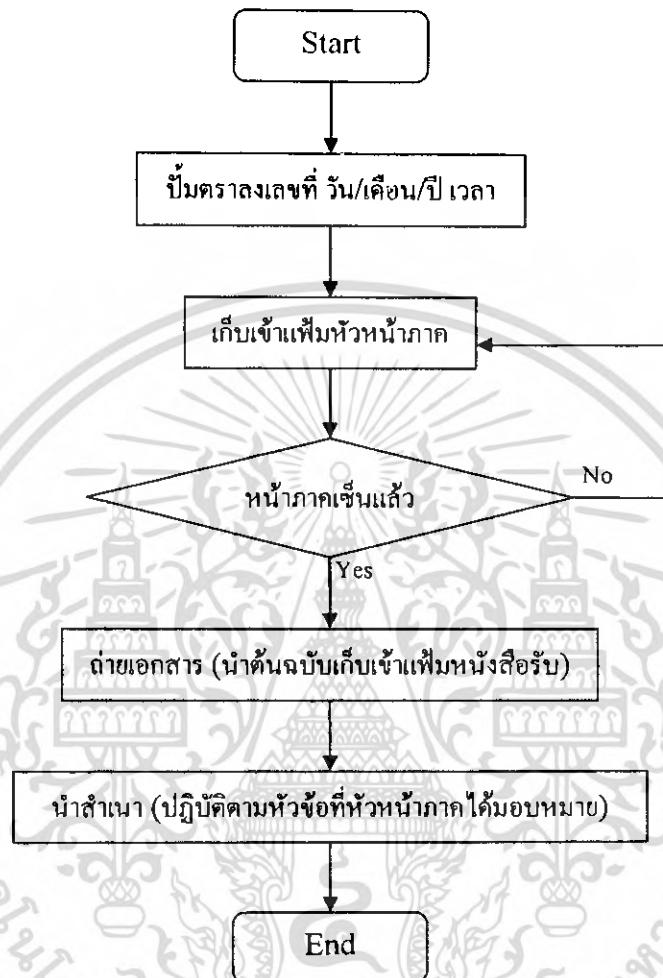 Start
ปั๊มตราลงเลขที่ วัน/เดือน/ปี เวลา
เก็บเข้าแฟ้มหัวหน้าภาค
หน้าภาคเซ็นแล้ว
No
Yes
ถ่ายเอกสาร (นำต้นฉบับเก็บเข้าแฟ้มหนังสือรับ)
นำสำเนา (ปฏิบัติตามหัวข้อที่หัวหน้าภาคได้มอบหมาย)
End